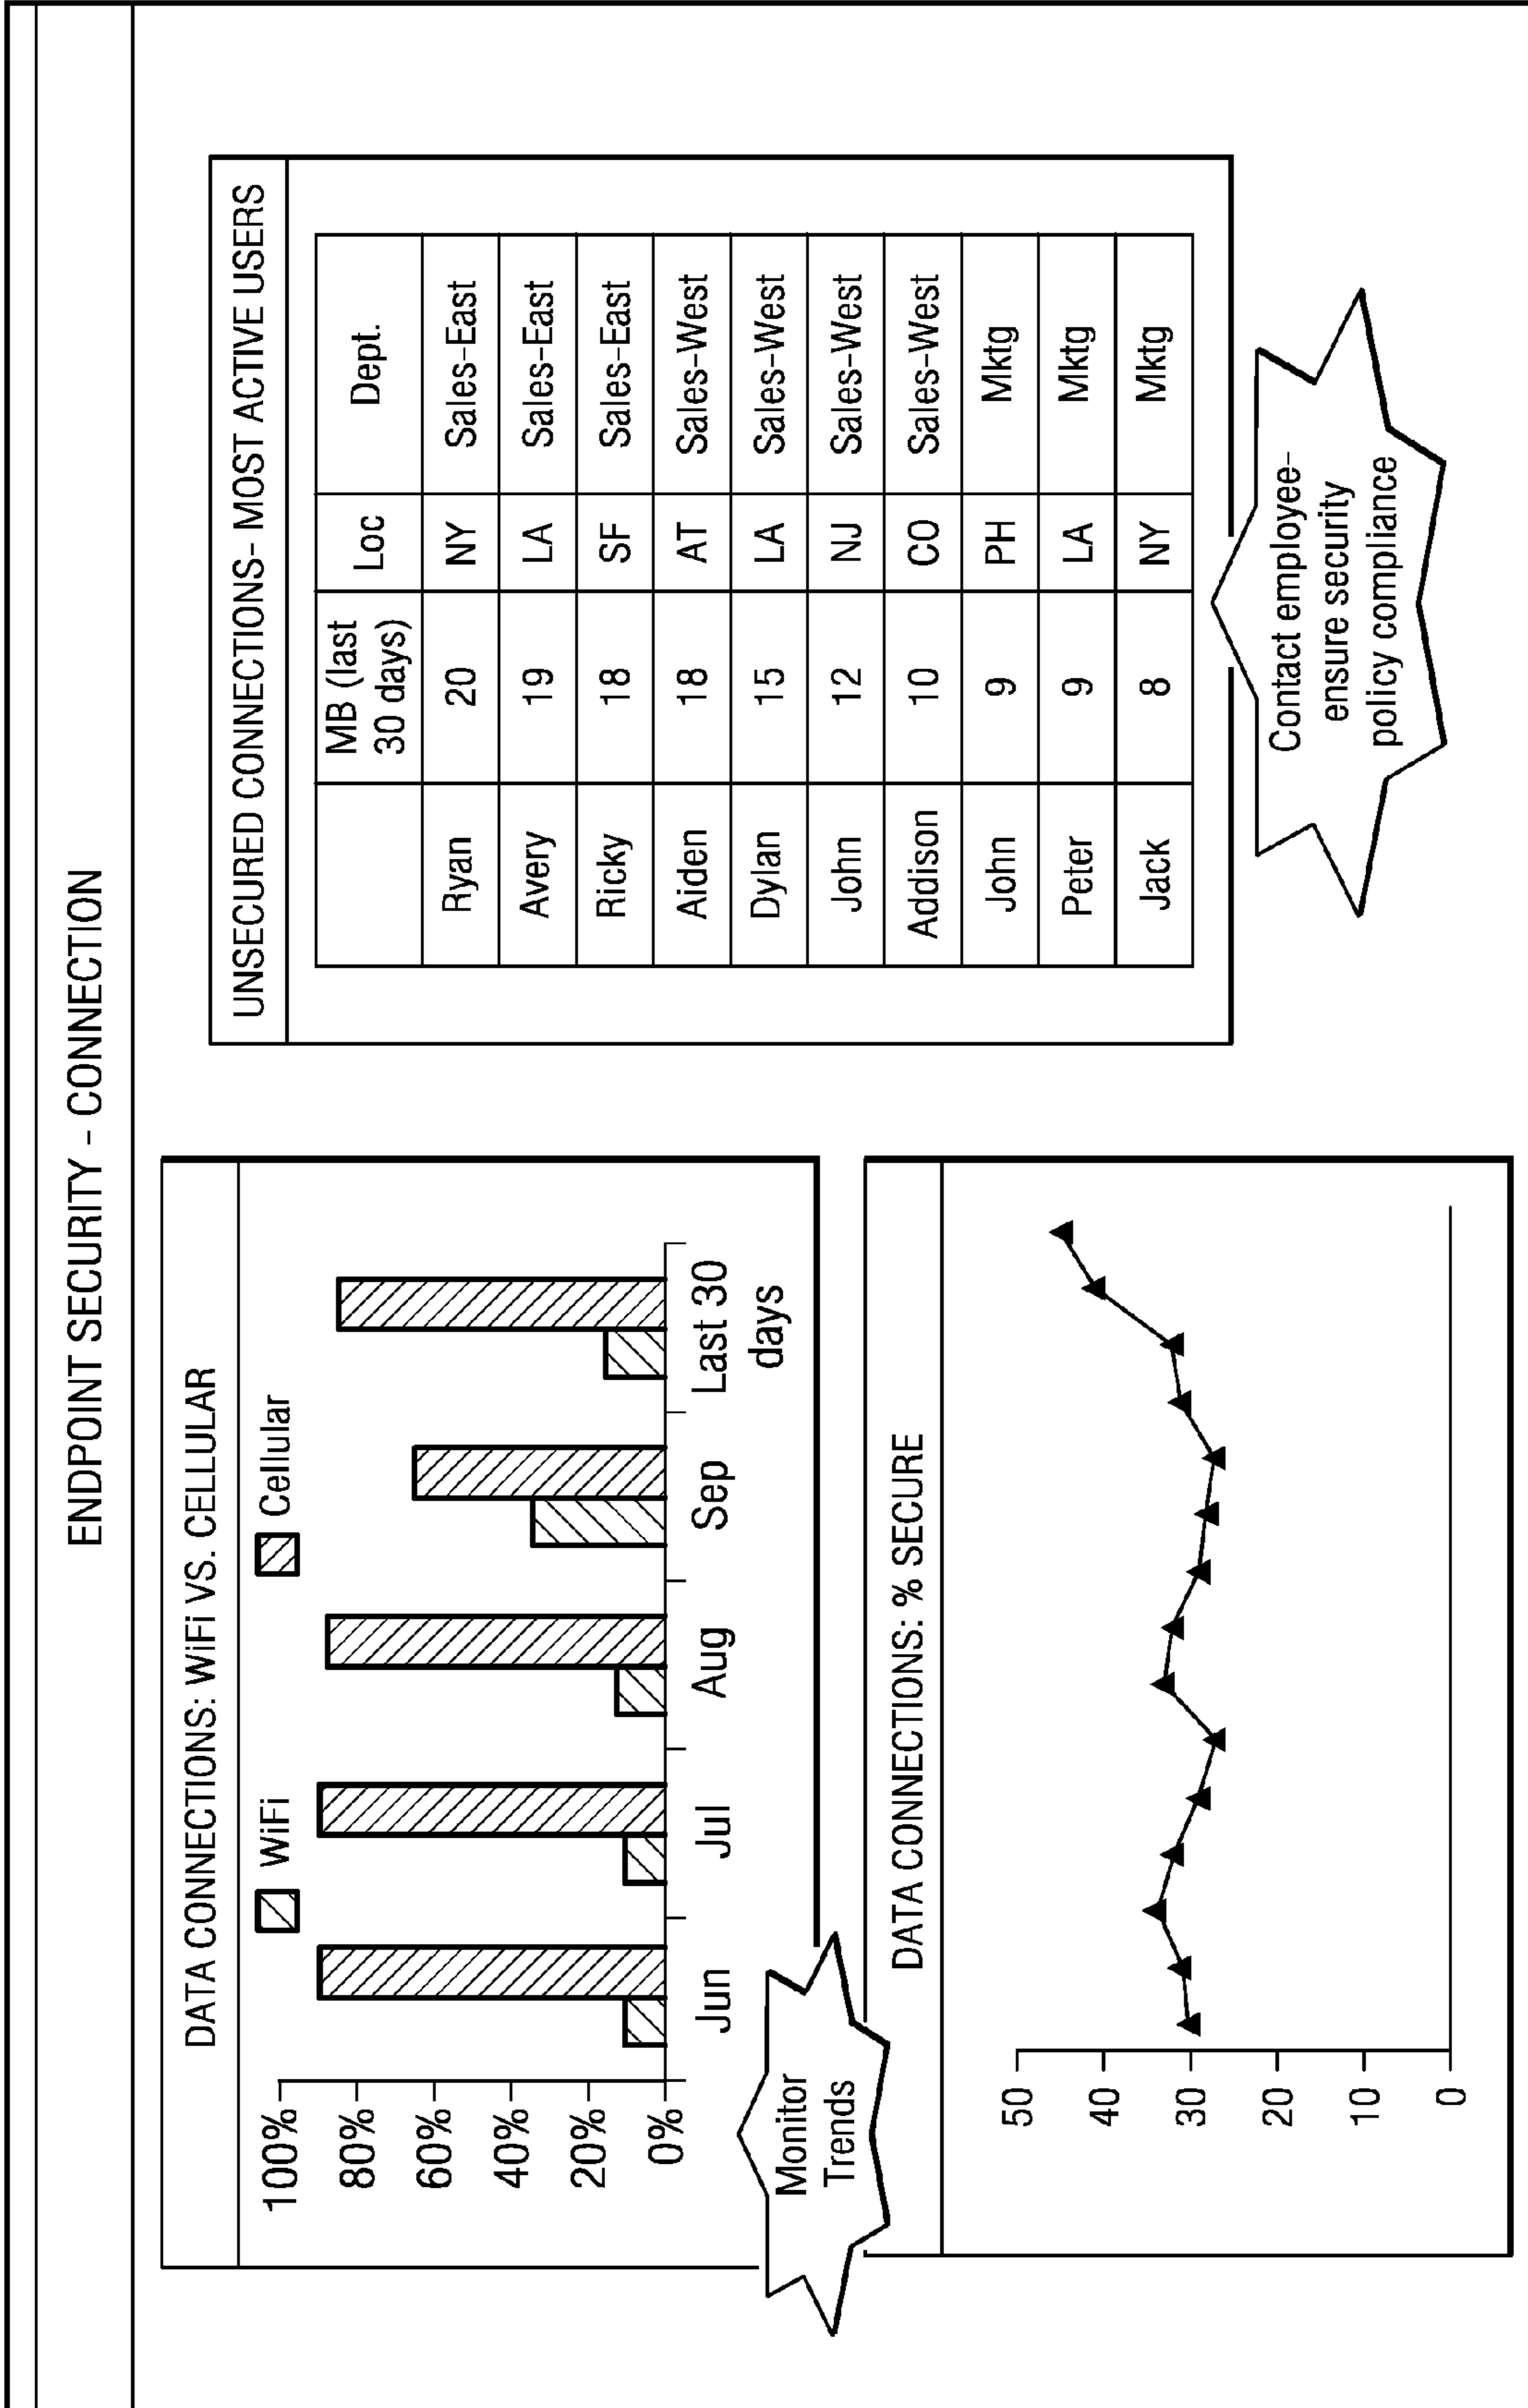 ENDPOINT SECURITY - CONNECTION
DATA CONNECTIONS: WiFi VS. CELLULAR
WiFi Cellular
100%
80%
60%
40%
20%
0%
Jun Jul Aug Sep Last 30
days
Monitor
Trends
DATA CONNECTIONS: % SECURE
50
40
30
20
10
0
UNSECURED CONNECTIONS- MOST ACTIVE USERS
MB (last
30 days) Loc Dept.
Ryan 20 NY Sales-East
Avery 19 LA Sales-East
Ricky 18 SF Sales-East
Aiden 18 AT Sales-West
Dylan 15 LA Sales-West
John 12 NJ Sales-West
Addison 10 CO Sales-West
John 9 PH Mktg
Peter 9 LA Mktg
Jack 8 NY Mktg
Contact employee-
ensure security
policy compliance